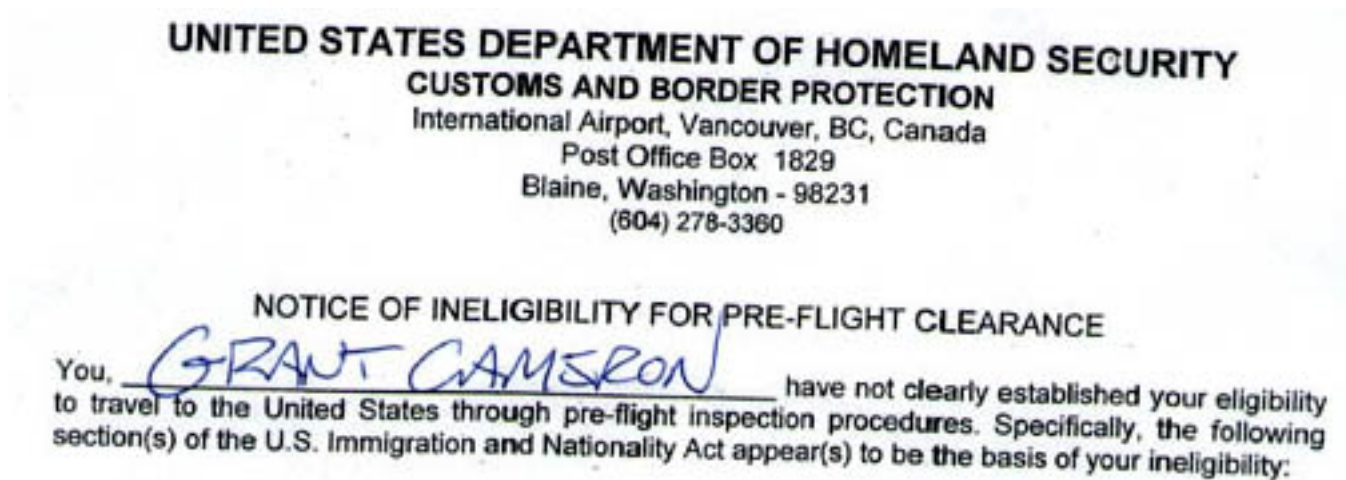 UNITED STATES DEPARTMENT OF HOMELAND SECURITY
CUSTOMS AND BORDER PROTECTION
International Airport, Vancouver, BC, Canada
Post Office Box 1829
Blaine, Washington - 98231
(604) 278-3360
NOTICE OF INELIGIBILITY FOR PRE-FLIGHT CLEARANCE
You, GRANT CAMERON have not clearly established your eligibility
to travel to the United States through pre-flight inspection procedures. Specifically, the following
section(s) of the U.S. Immigration and Nationality Act appear(s) to be the basis of your ineligibility: